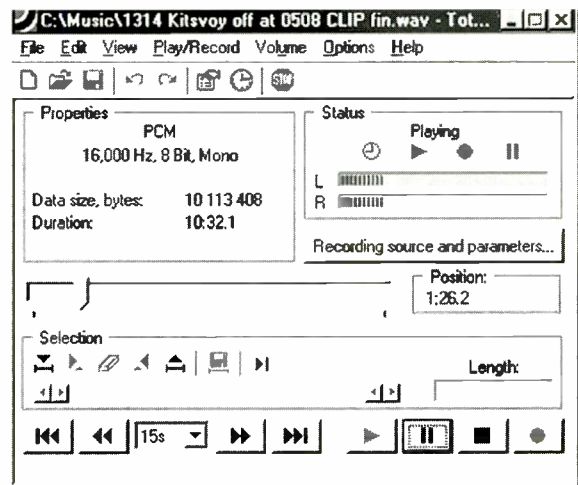 C:\Music\1314 Kitsvoy off at 0508 CLIP fin.wav - Tot...
File Edit View Play/Record Volume Options Help
Properties
PCM
16,000 Hz, 8 Bit, Mono
Data size, bytes: 10 113 408
Duration: 10:32.1
Status
Playing
L
R
Recording source and parameters...
Position:
1:26.2
Selection
Length:
15s